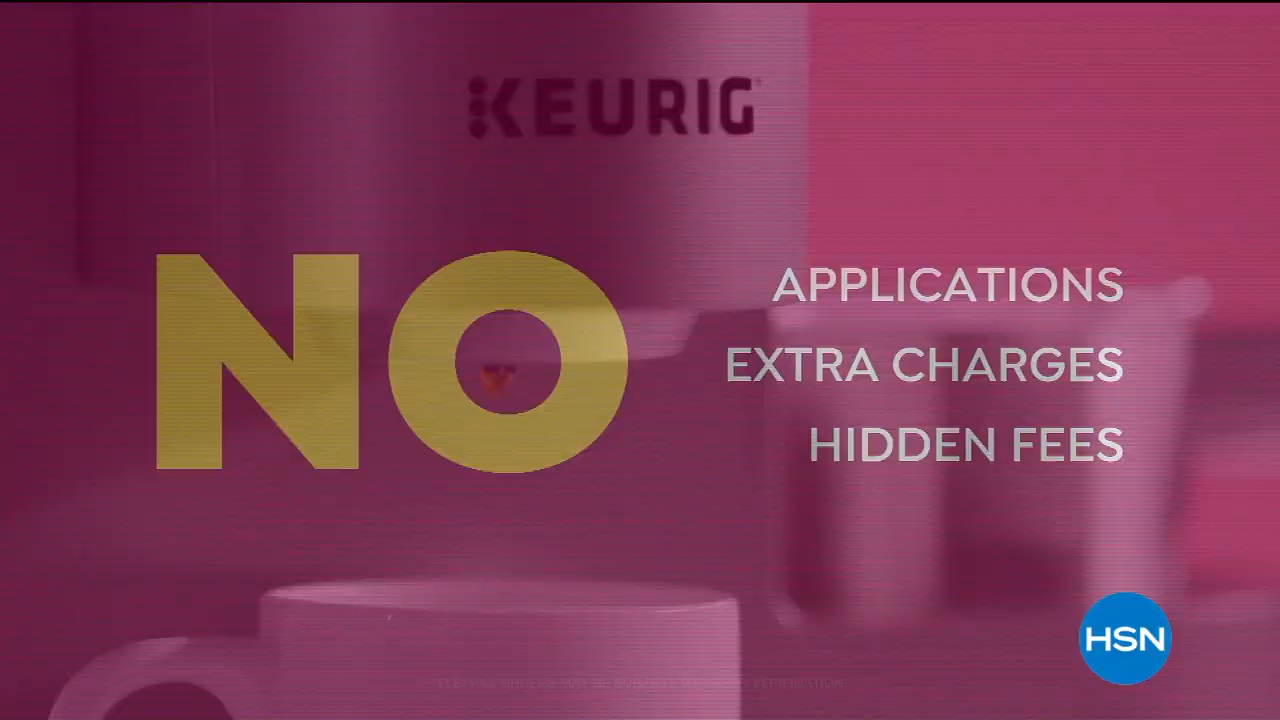 KEURIG
NO
APPLICATIONS
EXTRA CHARGES
HIDDEN FEES
HSN